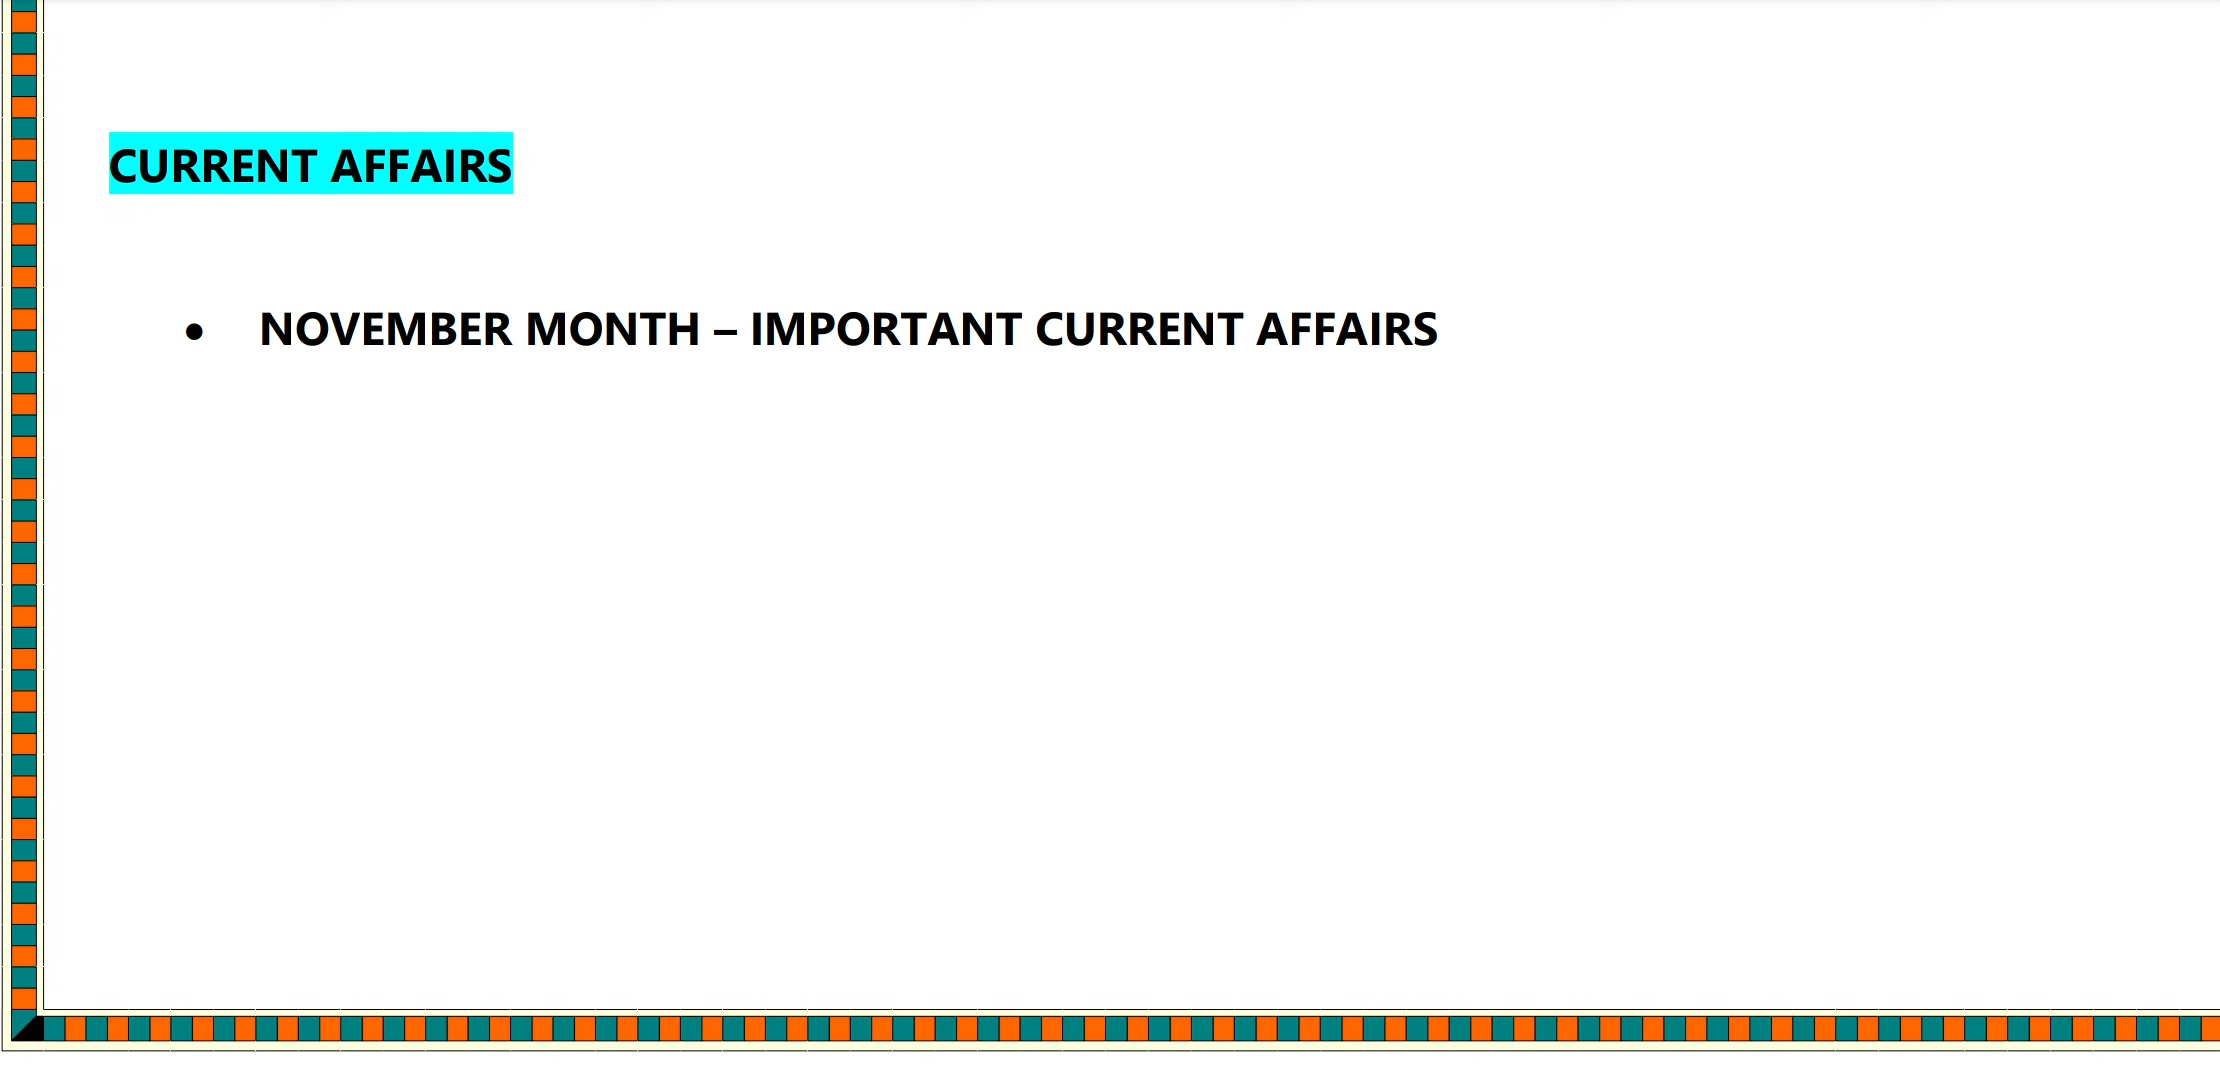 CURRENT AFFAIRS
• NOVEMBER MONTH – IMPORTANT CURRENT AFFAIRS